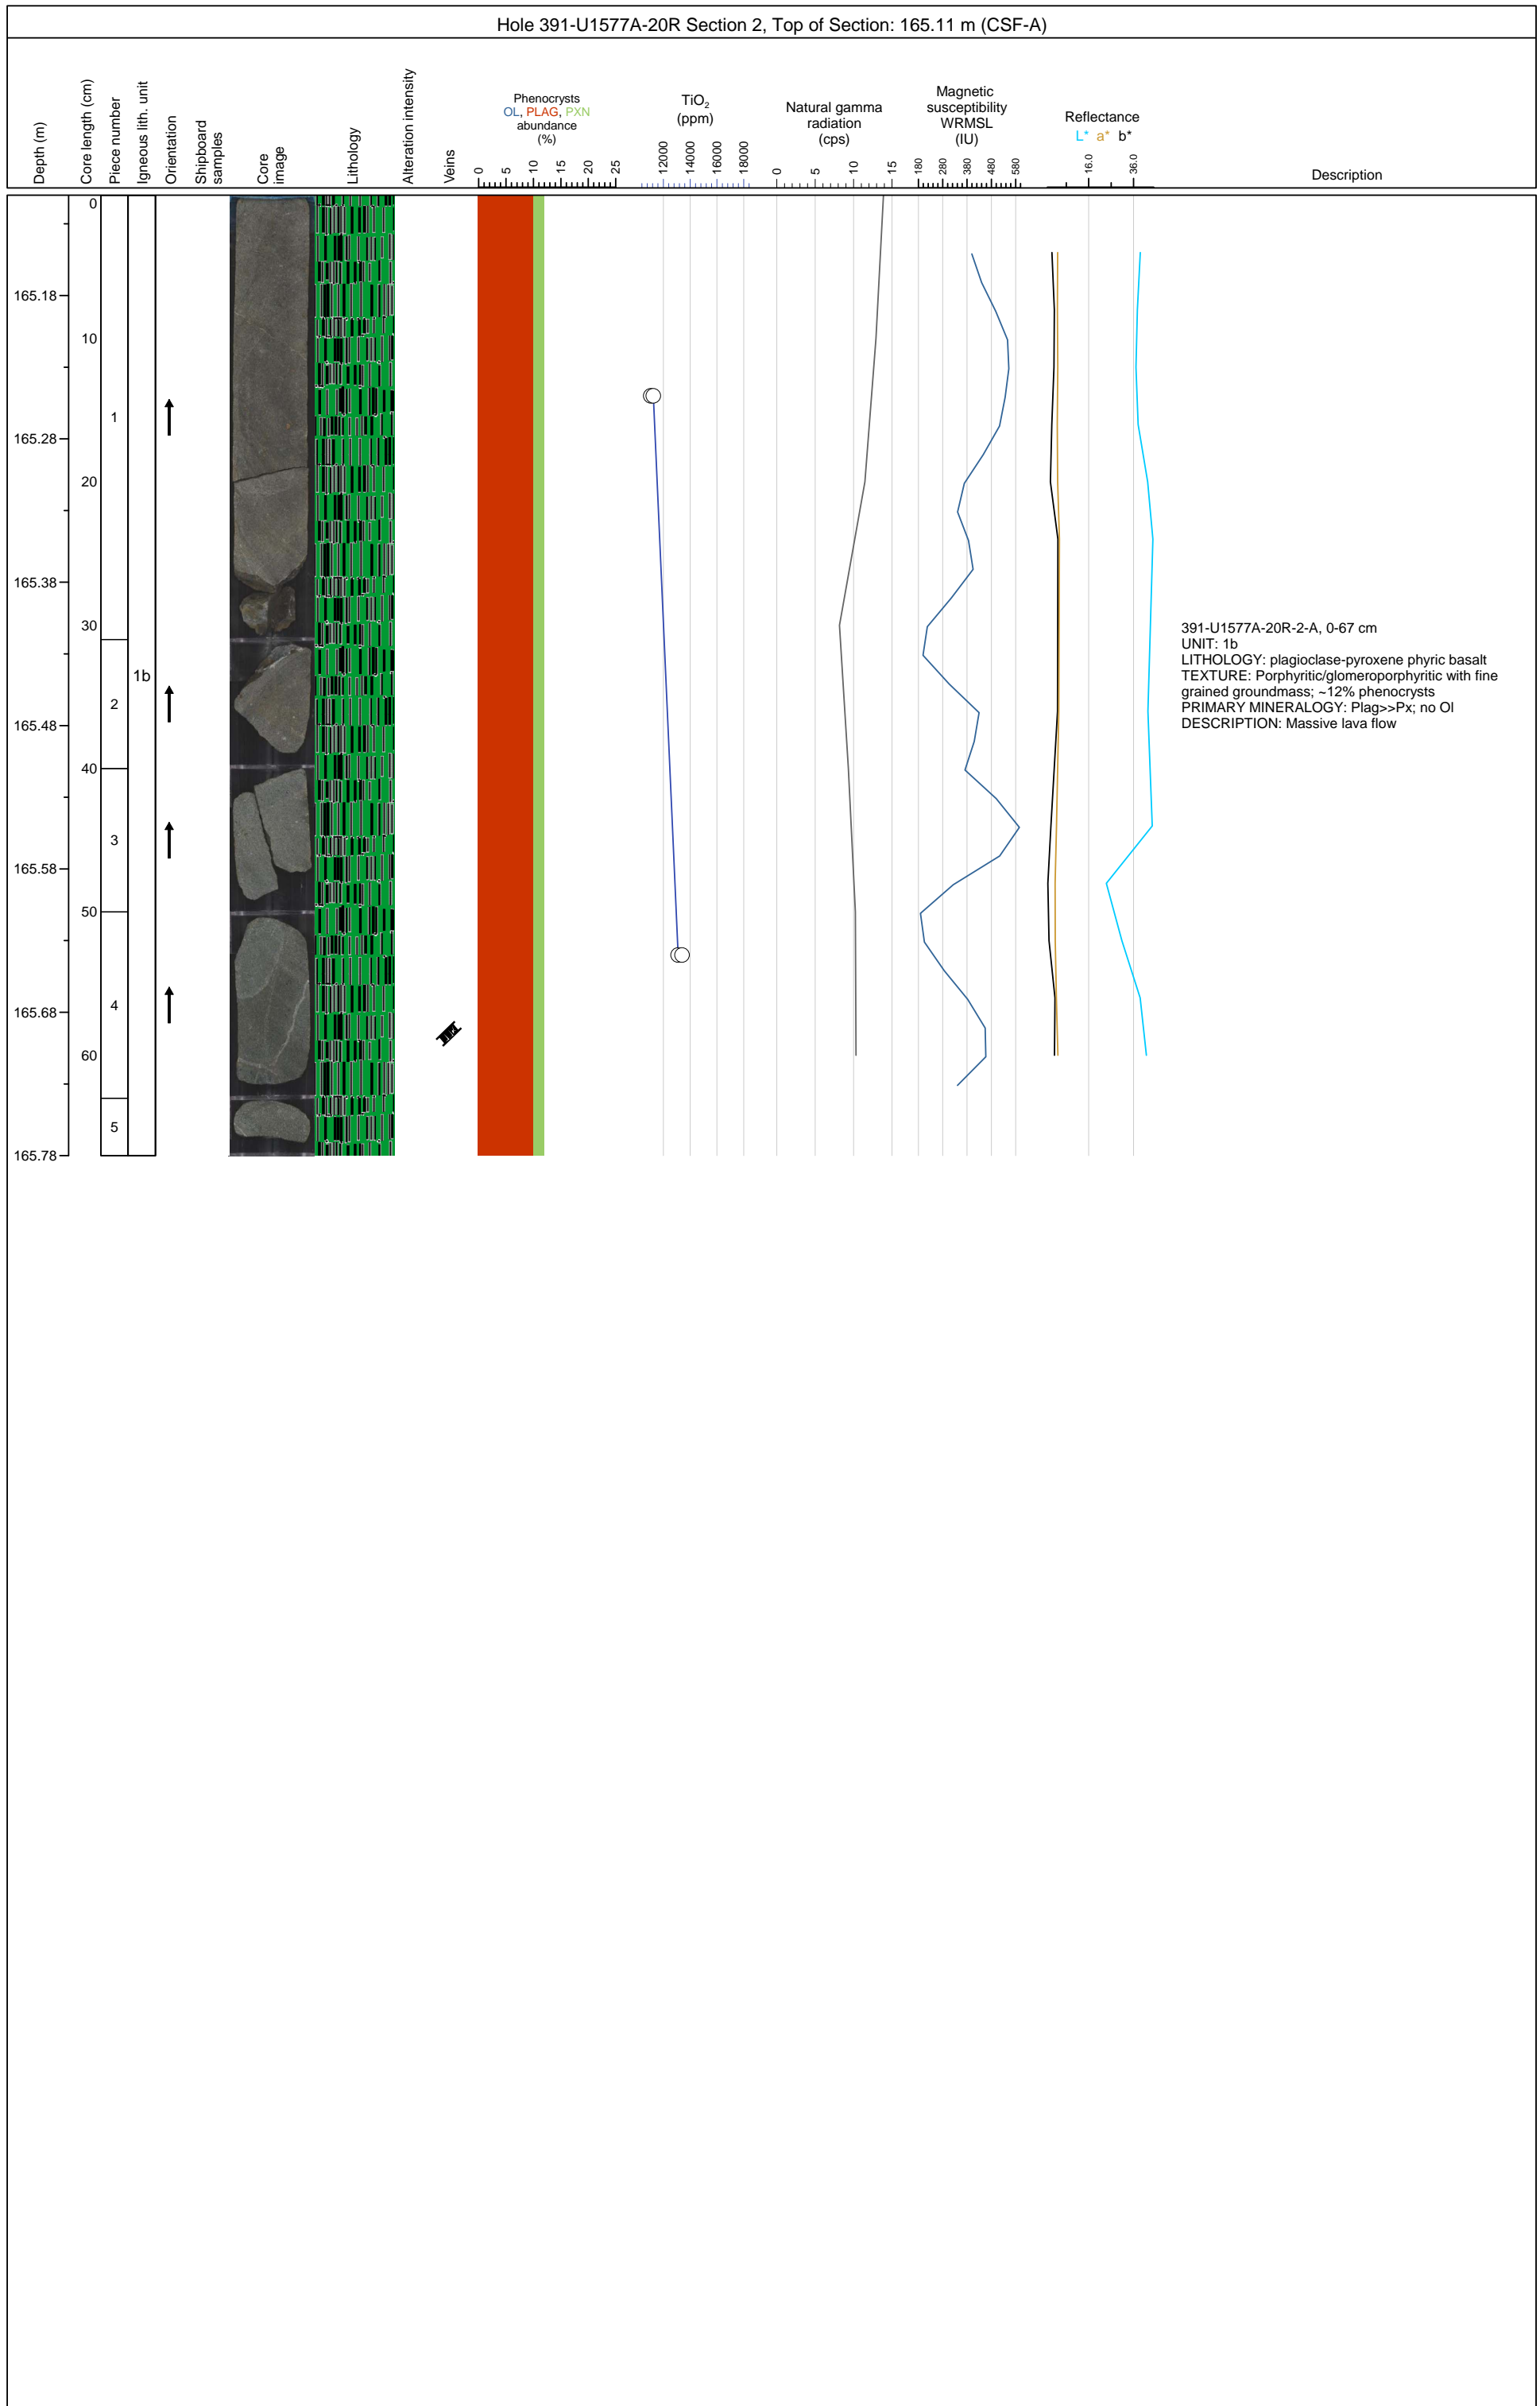 Hole 391-U1577A-20R Section 2, Top of Section: 165.11 m (CSF-A)
Depth (m)
Core length (cm)
Piece number
Igneous lith. unit
Orientation
Shipboard
samples
Core
image
Lithology
Alteration intensity
Veins
Phenocrysts
OL, PLAG, PXN
abundance
(%)
0 5 10 15 20 25
TiO₂
(ppm)
12000 14000 16000 18000
Natural gamma
radiation
(cps)
0 5 10 15
Magnetic
susceptibility
WRMSL
(IU)
180 280 380 480 580
Reflectance
L* a* b*
16.0 36.0
Description
0
165.18
10
1
165.28
20
165.38
30
1b
2
165.48
40
3
165.58
50
4
165.68
60
5
165.78
391-U1577A-20R-2-A, 0-67 cm
UNIT: 1b
LITHOLOGY: plagioclase-pyroxene phyric basalt
TEXTURE: Porphyritic/glomeroporphyritic with fine
grained groundmass; ~12% phenocrysts
PRIMARY MINERALOGY: Plag>>Px; no Ol
DESCRIPTION: Massive lava flow